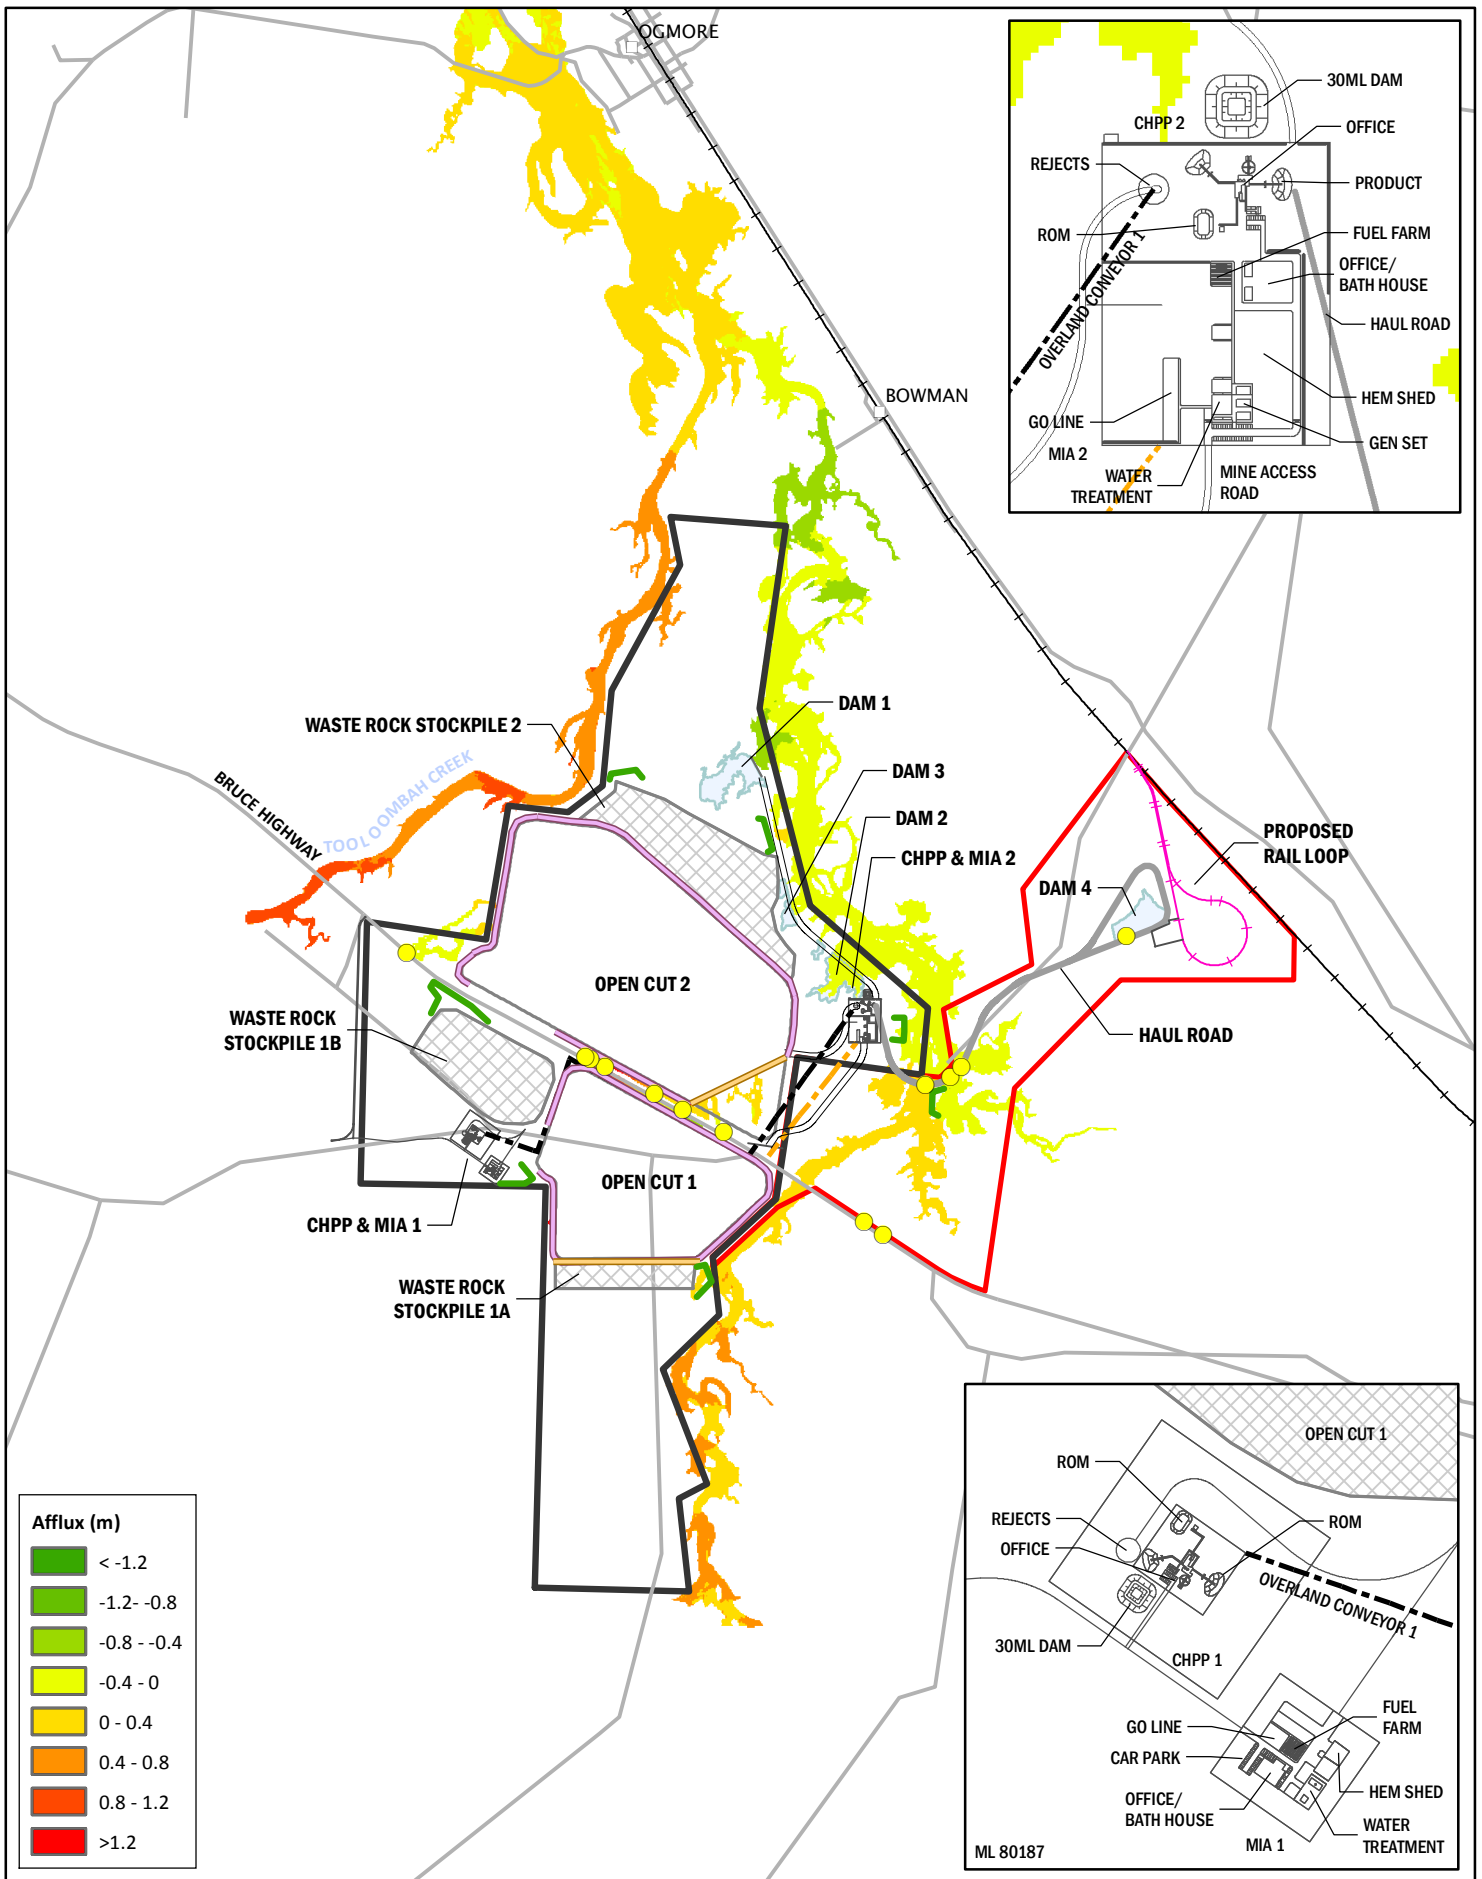 OGMORE
BOWMAN
30ML DAM
CHPP 2
OFFICE
REJECTS
PRODUCT
ROM
FUEL FARM
OVERLAND CONVEYOR 1
OFFICE/
BATH HOUSE
HAUL ROAD
HEM SHED
GO LINE
GEN SET
MIA 2
WATER
TREATMENT
MINE ACCESS
ROAD
WASTE ROCK STOCKPILE 2
DAM 1
BRUCE HIGHWAY
TOOLOOMBAH CREEK
DAM 3
DAM 2
CHPP & MIA 2
PROPOSED
RAIL LOOP
DAM 4
OPEN CUT 2
WASTE ROCK
STOCKPILE 1B
HAUL ROAD
OPEN CUT 1
CHPP & MIA 1
WASTE ROCK
STOCKPILE 1A
Afflux (m)
< -1.2
-1.2- -0.8
-0.8 - -0.4
-0.4 - 0
0 - 0.4
0.4 - 0.8
0.8 - 1.2
>1.2
OPEN CUT 1
ROM
REJECTS
ROM
OFFICE
OVERLAND CONVEYOR 1
30ML DAM
CHPP 1
FUEL
FARM
GO LINE
CAR PARK
HEM SHED
OFFICE/
BATH HOUSE
WATER
TREATMENT
MIA 1
ML 80187